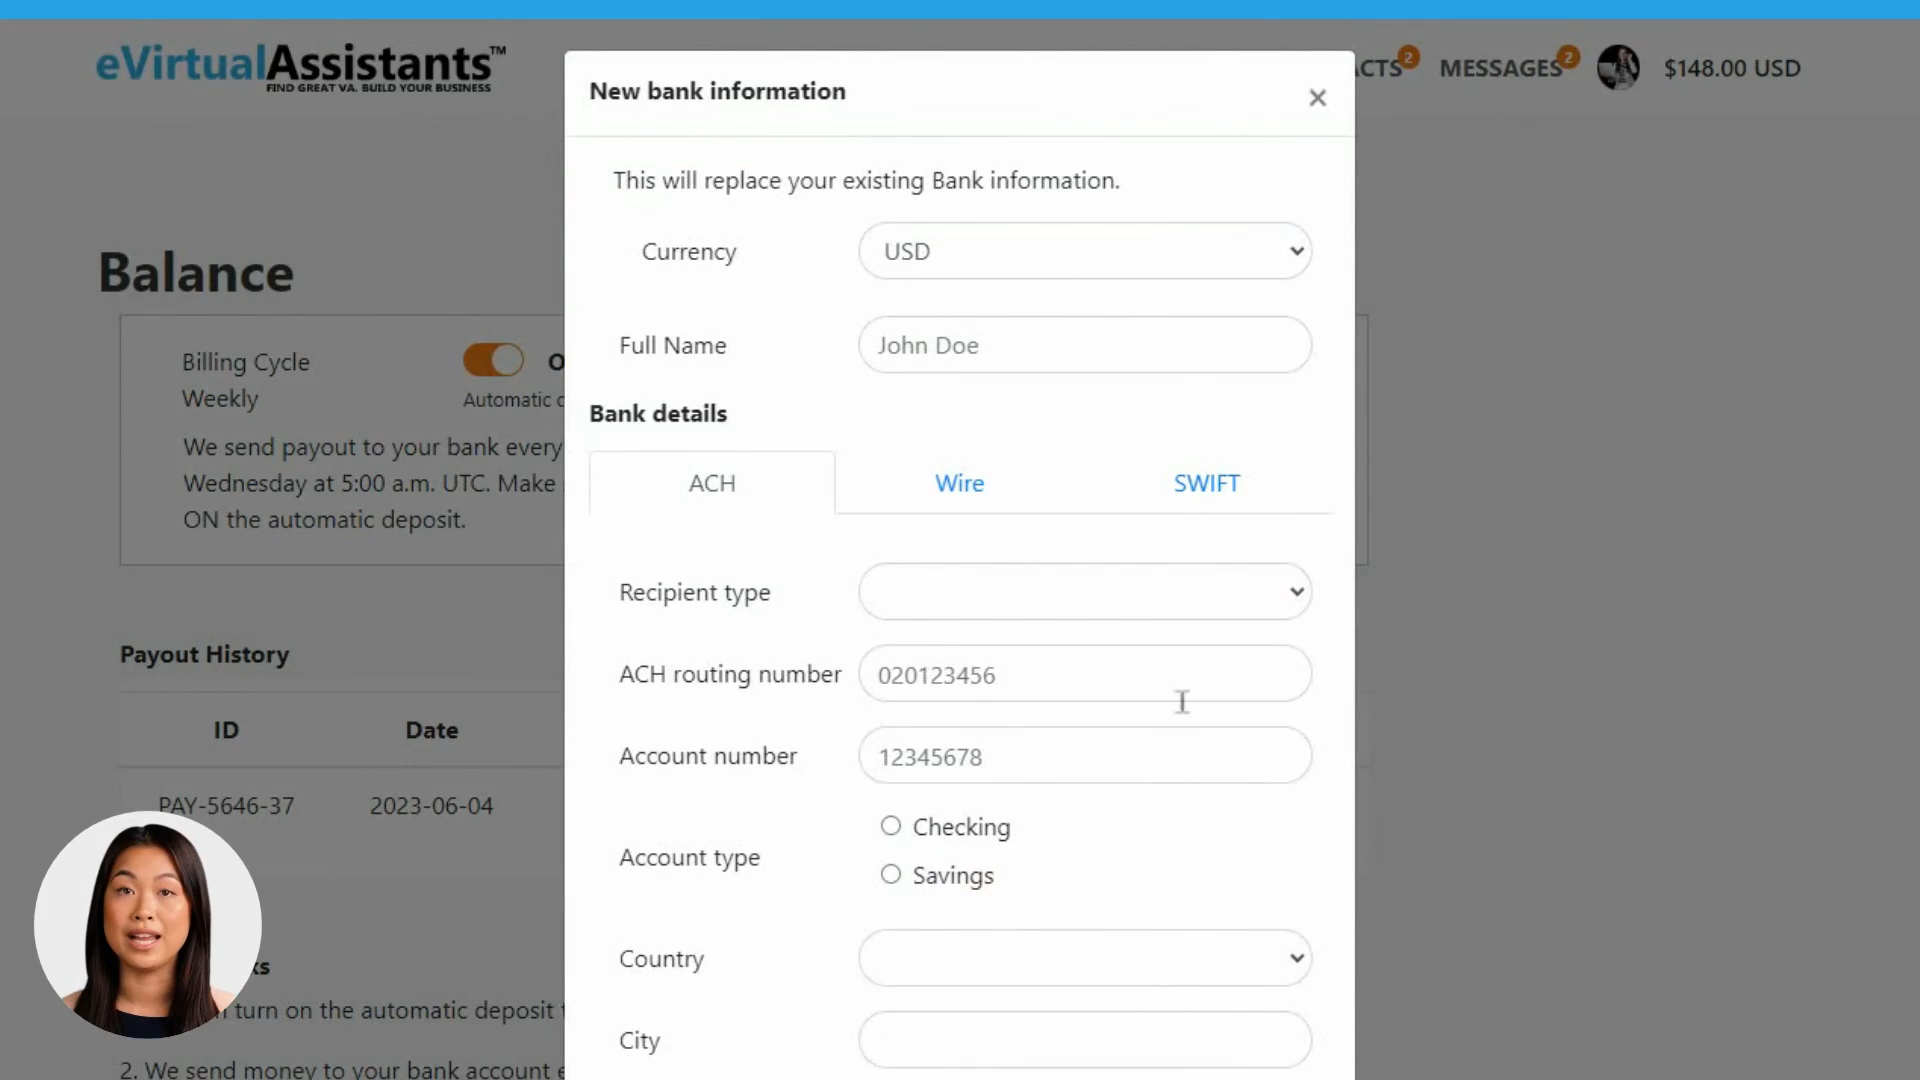 eVirtualAssistants™
FIND GREAT VA. BUILD YOUR BUSINESS
2
MESSAGES 2
$148.00 USD
New bank information
×
This will replace your existing Bank information.
Currency USD
Full Name John Doe
Bank details
ACH Wire SWIFT
Recipient type
ACH routing number 020123456
Account number 12345678
Account type
Checking
Savings
Country
City
Balance
Billing Cycle
Weekly
Automatic
We send payout to your bank every
Wednesday at 5:00 a.m. UTC. Make
ON the automatic deposit.
Payout History
ID Date
PAY-5646-37 2023-06-04
turn on the automatic deposit
2. We send money to your bank account